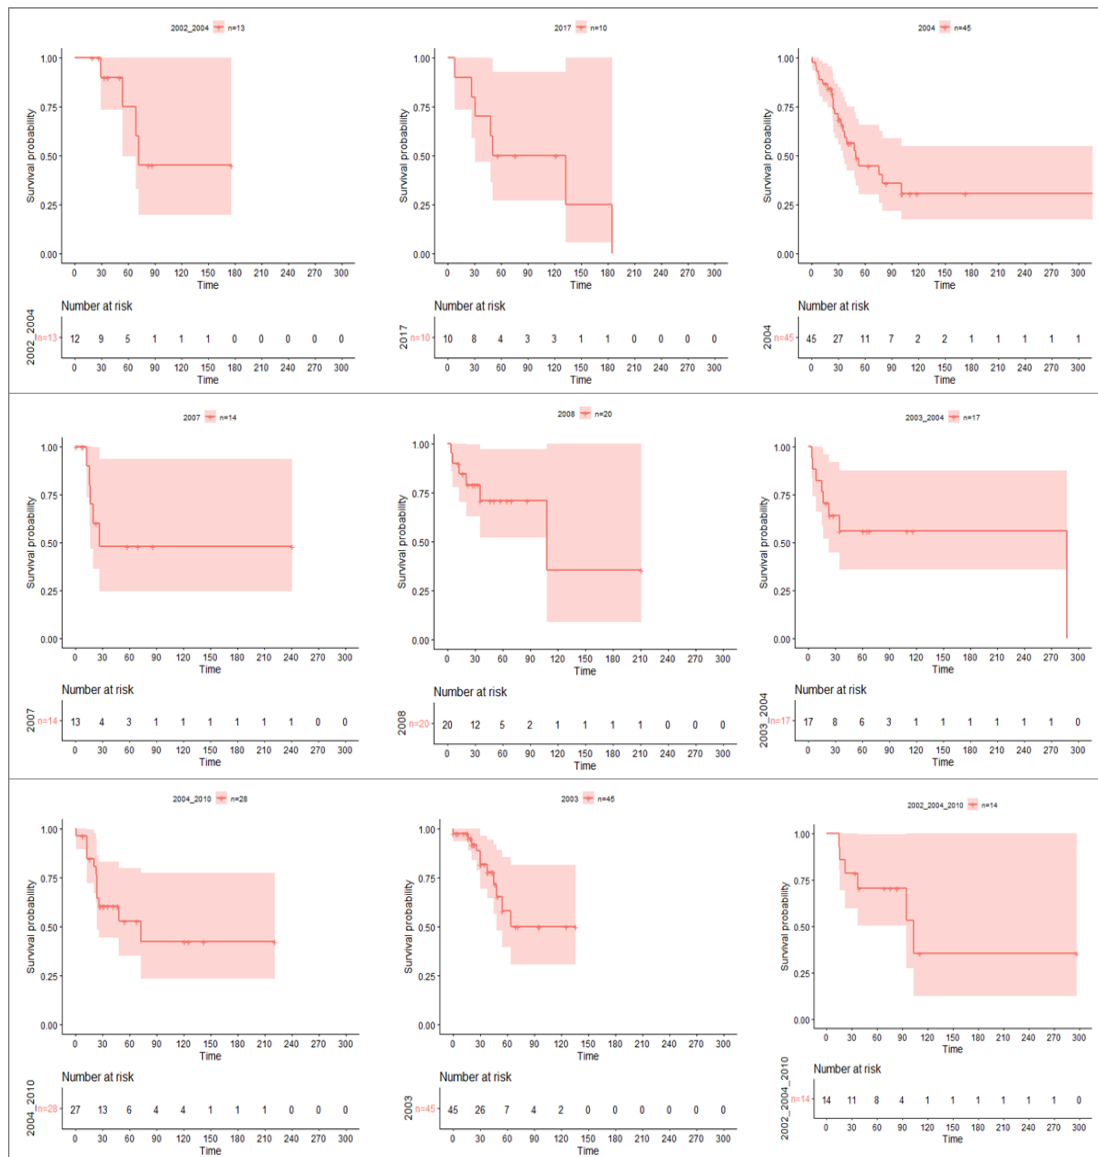 2002_2004 n=13
Survival probability
1.00
0.75
0.50
0.25
0.00
0 30 60 90 120 150 180 210 240 270 300
Time
Number at risk
2002_2004
n=13 12 9 5 1 1 1 0 0 0 0 0
0 30 60 90 120 150 180 210 240 270 300
Time
2017 n=10
Survival probability
1.00
0.75
0.50
0.25
0.00
0 30 60 90 120 150 180 210 240 270 300
Time
Number at risk
2017
n=10 10 8 4 3 3 1 1 0 0 0 0
0 30 60 90 120 150 180 210 240 270 300
Time
2004 n=45
Survival probability
1.00
0.75
0.50
0.25
0.00
0 30 60 90 120 150 180 210 240 270 300
Time
Number at risk
2004
n=45 45 27 11 7 2 2 1 1 1 1 1
0 30 60 90 120 150 180 210 240 270 300
Time
2007 n=14
Survival probability
1.00
0.75
0.50
0.25
0.00
0 30 60 90 120 150 180 210 240 270 300
Time
Number at risk
2007
n=14 13 4 3 1 1 1 1 1 1 0 0
0 30 60 90 120 150 180 210 240 270 300
Time
2008 n=20
Survival probability
1.00
0.75
0.50
0.25
0.00
0 30 60 90 120 150 180 210 240 270 300
Time
Number at risk
2008
n=20 20 12 5 2 1 1 1 1 0 0 0
0 30 60 90 120 150 180 210 240 270 300
Time
2003_2004 n=17
Survival probability
1.00
0.75
0.50
0.25
0.00
0 30 60 90 120 150 180 210 240 270 300
Time
Number at risk
2003_2004
n=17 17 8 6 3 1 1 1 1 1 1 0
0 30 60 90 120 150 180 210 240 270 300
Time
2004_2010 n=28
Survival probability
1.00
0.75
0.50
0.25
0.00
0 30 60 90 120 150 180 210 240 270 300
Time
Number at risk
2004_2010
n=28 27 13 6 4 4 1 1 1 0 0 0
0 30 60 90 120 150 180 210 240 270 300
Time
2003 n=45
Survival probability
1.00
0.75
0.50
0.25
0.00
0 30 60 90 120 150 180 210 240 270 300
Time
Number at risk
2003
n=45 45 26 7 4 2 0 0 0 0 0 0
0 30 60 90 120 150 180 210 240 270 300
Time
2002_2004_2010 n=14
Survival probability
1.00
0.75
0.50
0.25
0.00
0 30 60 90 120 150 180 210 240 270 300
Time
Number at risk
2002_2004_2010
n=14 14 11 8 4 1 1 1 1 1 1 0
0 30 60 90 120 150 180 210 240 270 300
Time